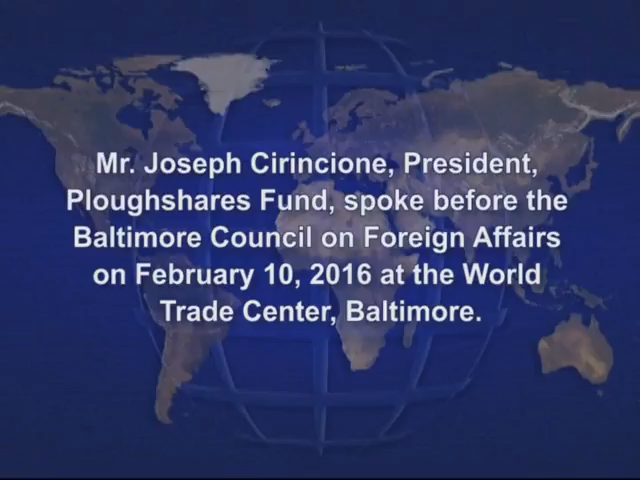 Mr. Joseph Cirincione, President,
Ploughshares Fund, spoke before the
Baltimore Council on Foreign Affairs
on February 10, 2016 at the World
Trade Center, Baltimore.